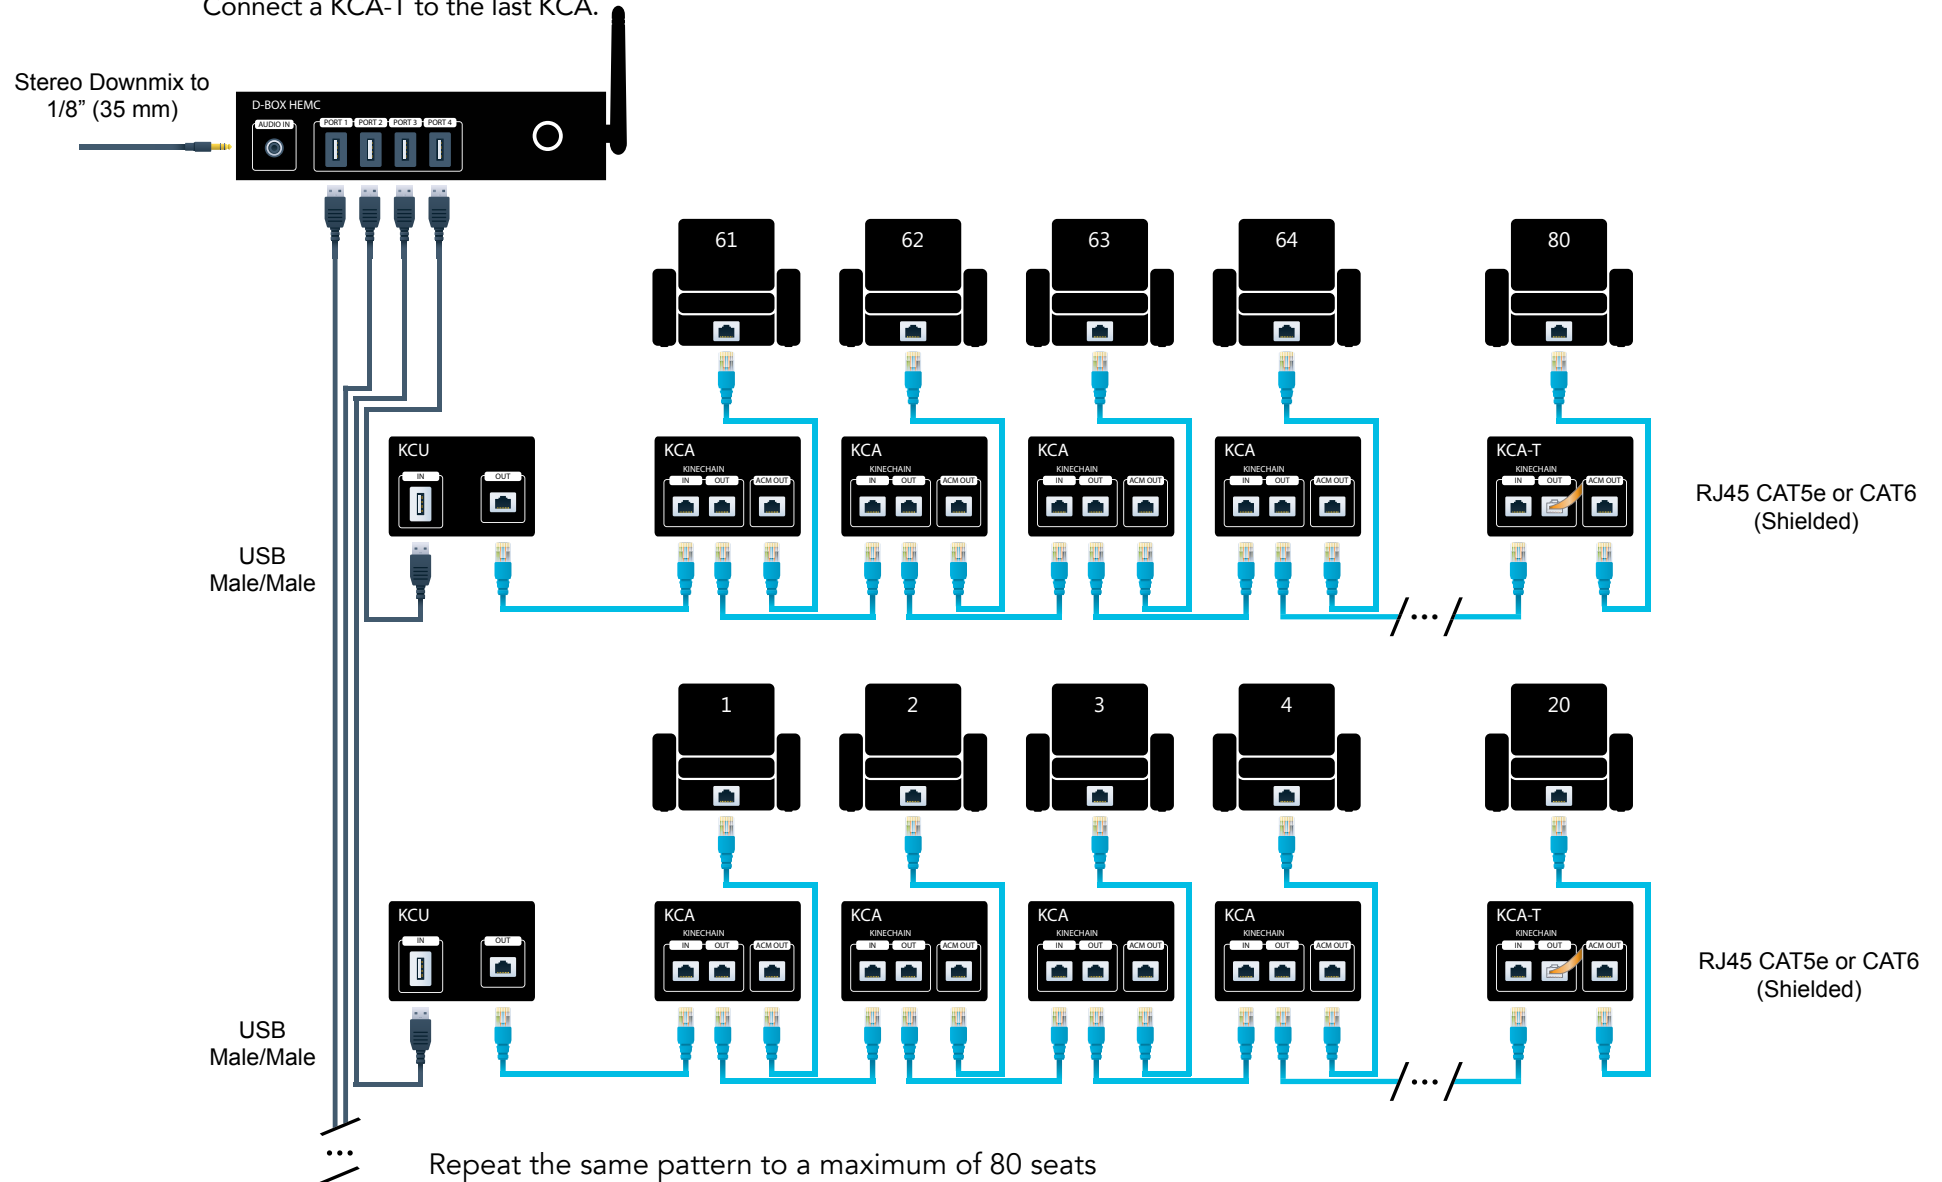 Connect a KCA-T to the last KCA.
Stereo Downmix to
1/8” (35 mm)
D-BOX HEMC
AUDIO IN
PORT 1 PORT 2 PORT 3 PORT 4
61 62 63 64 80
KCU
IN OUT
KCA
KINECHAIN
IN OUT ACM OUT
KCA
KINECHAIN
IN OUT ACM OUT
KCA
KINECHAIN
IN OUT ACM OUT
KCA
KINECHAIN
IN OUT ACM OUT
KCA-T
KINECHAIN
IN OUT ACM OUT
RJ45 CAT5e or CAT6
(Shielded)
USB
Male/Male
...
1 2 3 4 20
KCU
IN OUT
KCA
KINECHAIN
IN OUT ACM OUT
KCA
KINECHAIN
IN OUT ACM OUT
KCA
KINECHAIN
IN OUT ACM OUT
KCA
KINECHAIN
IN OUT ACM OUT
KCA-T
KINECHAIN
IN OUT ACM OUT
RJ45 CAT5e or CAT6
(Shielded)
USB
Male/Male
...
...
Repeat the same pattern to a maximum of 80 seats